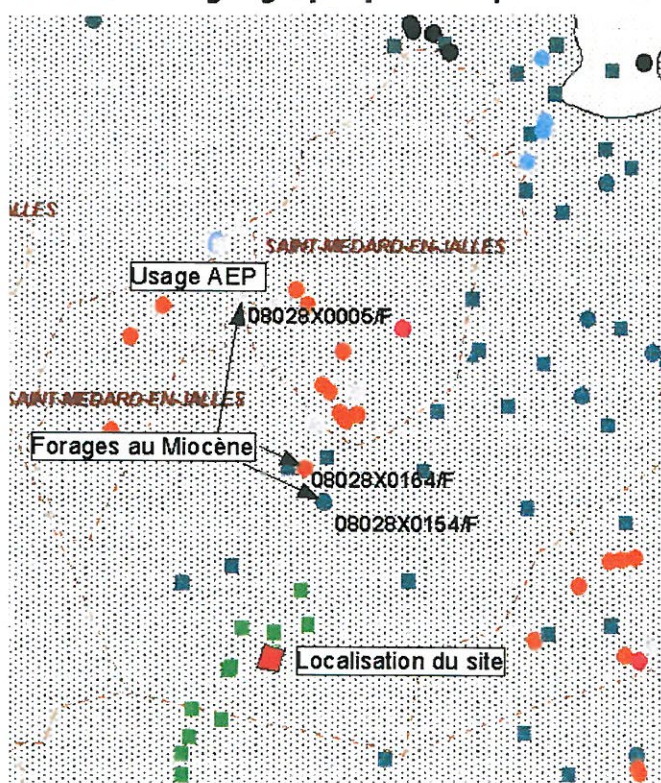 SAINT-MEDARD-EN-JALLES
Usage AEP
08028X0005/F
SAINT-MEDARD-EN-JALLES
Forages au Miocène
08028X0164/F
08028X0154/F
Localisation du site